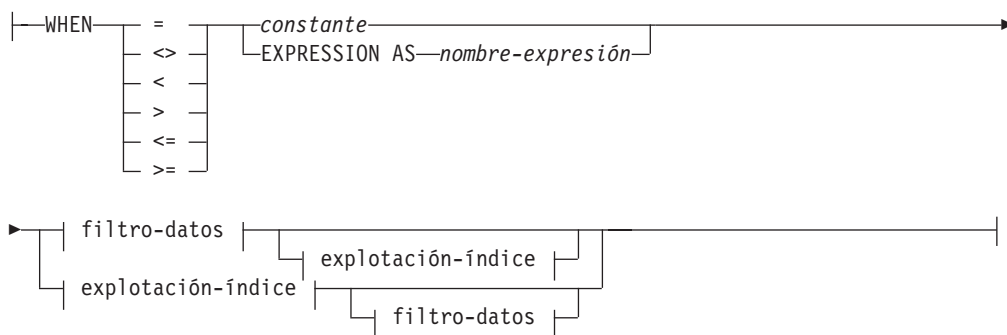 WHEN = constante
<> EXPRESSION AS nombre-expresión
<
>
<=
>=
filtro-datos
explotación-índice
explotación-índice
filtro-datos